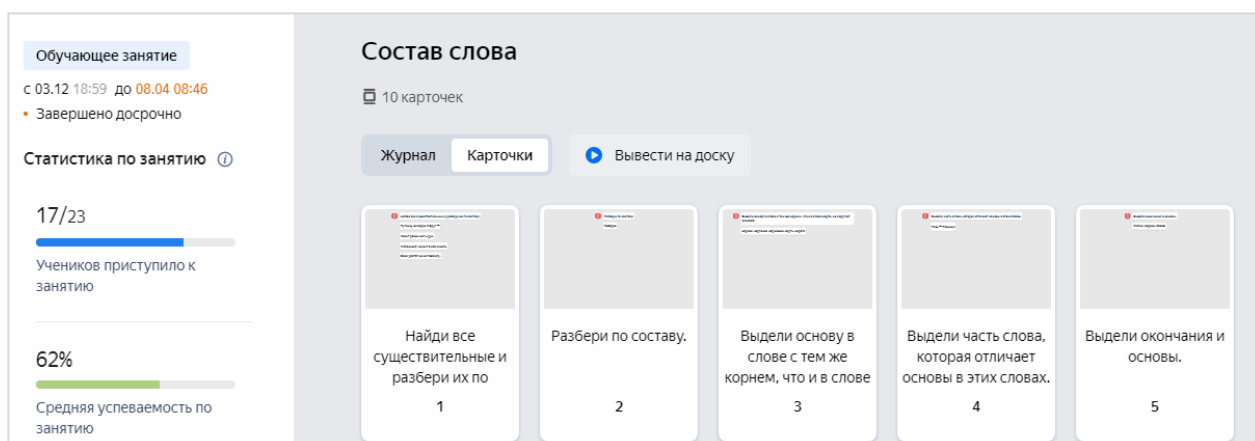 Обучающее занятие
с 03.12 18:59 до 08.04 08:46
• Завершено досрочно
Статистика по занятию
17/23
Учеников приступило к
занятию
62%
Средняя успеваемость по
занятию
Состав слова
10 карточек
Журнал Карточки Вывести на доску
Найди все
существительные и
разбери их по
1
Разбери по составу.
2
Выдели основу в
слове с тем же
корнем, что и в слове
3
Выдели часть слова,
которая отличает
основы в этих словах.
4
Выдели окончания и
основы.
5